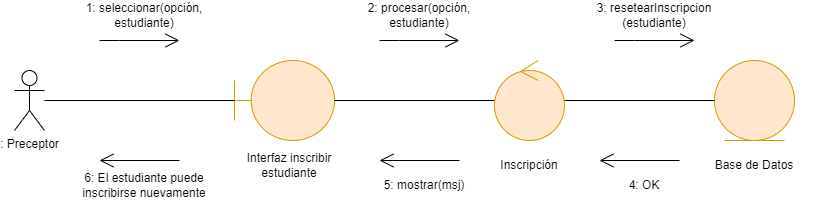 1: seleccionar(opción,
estudiante)
2: procesar(opción,
estudiante)
3: resetearInscripcion
(estudiante)
: Preceptor
Interfaz inscribir
estudiante
Inscripción
Base de Datos
6: El estudiante puede
inscribirse nuevamente
5: mostrar(msj)
4: OK